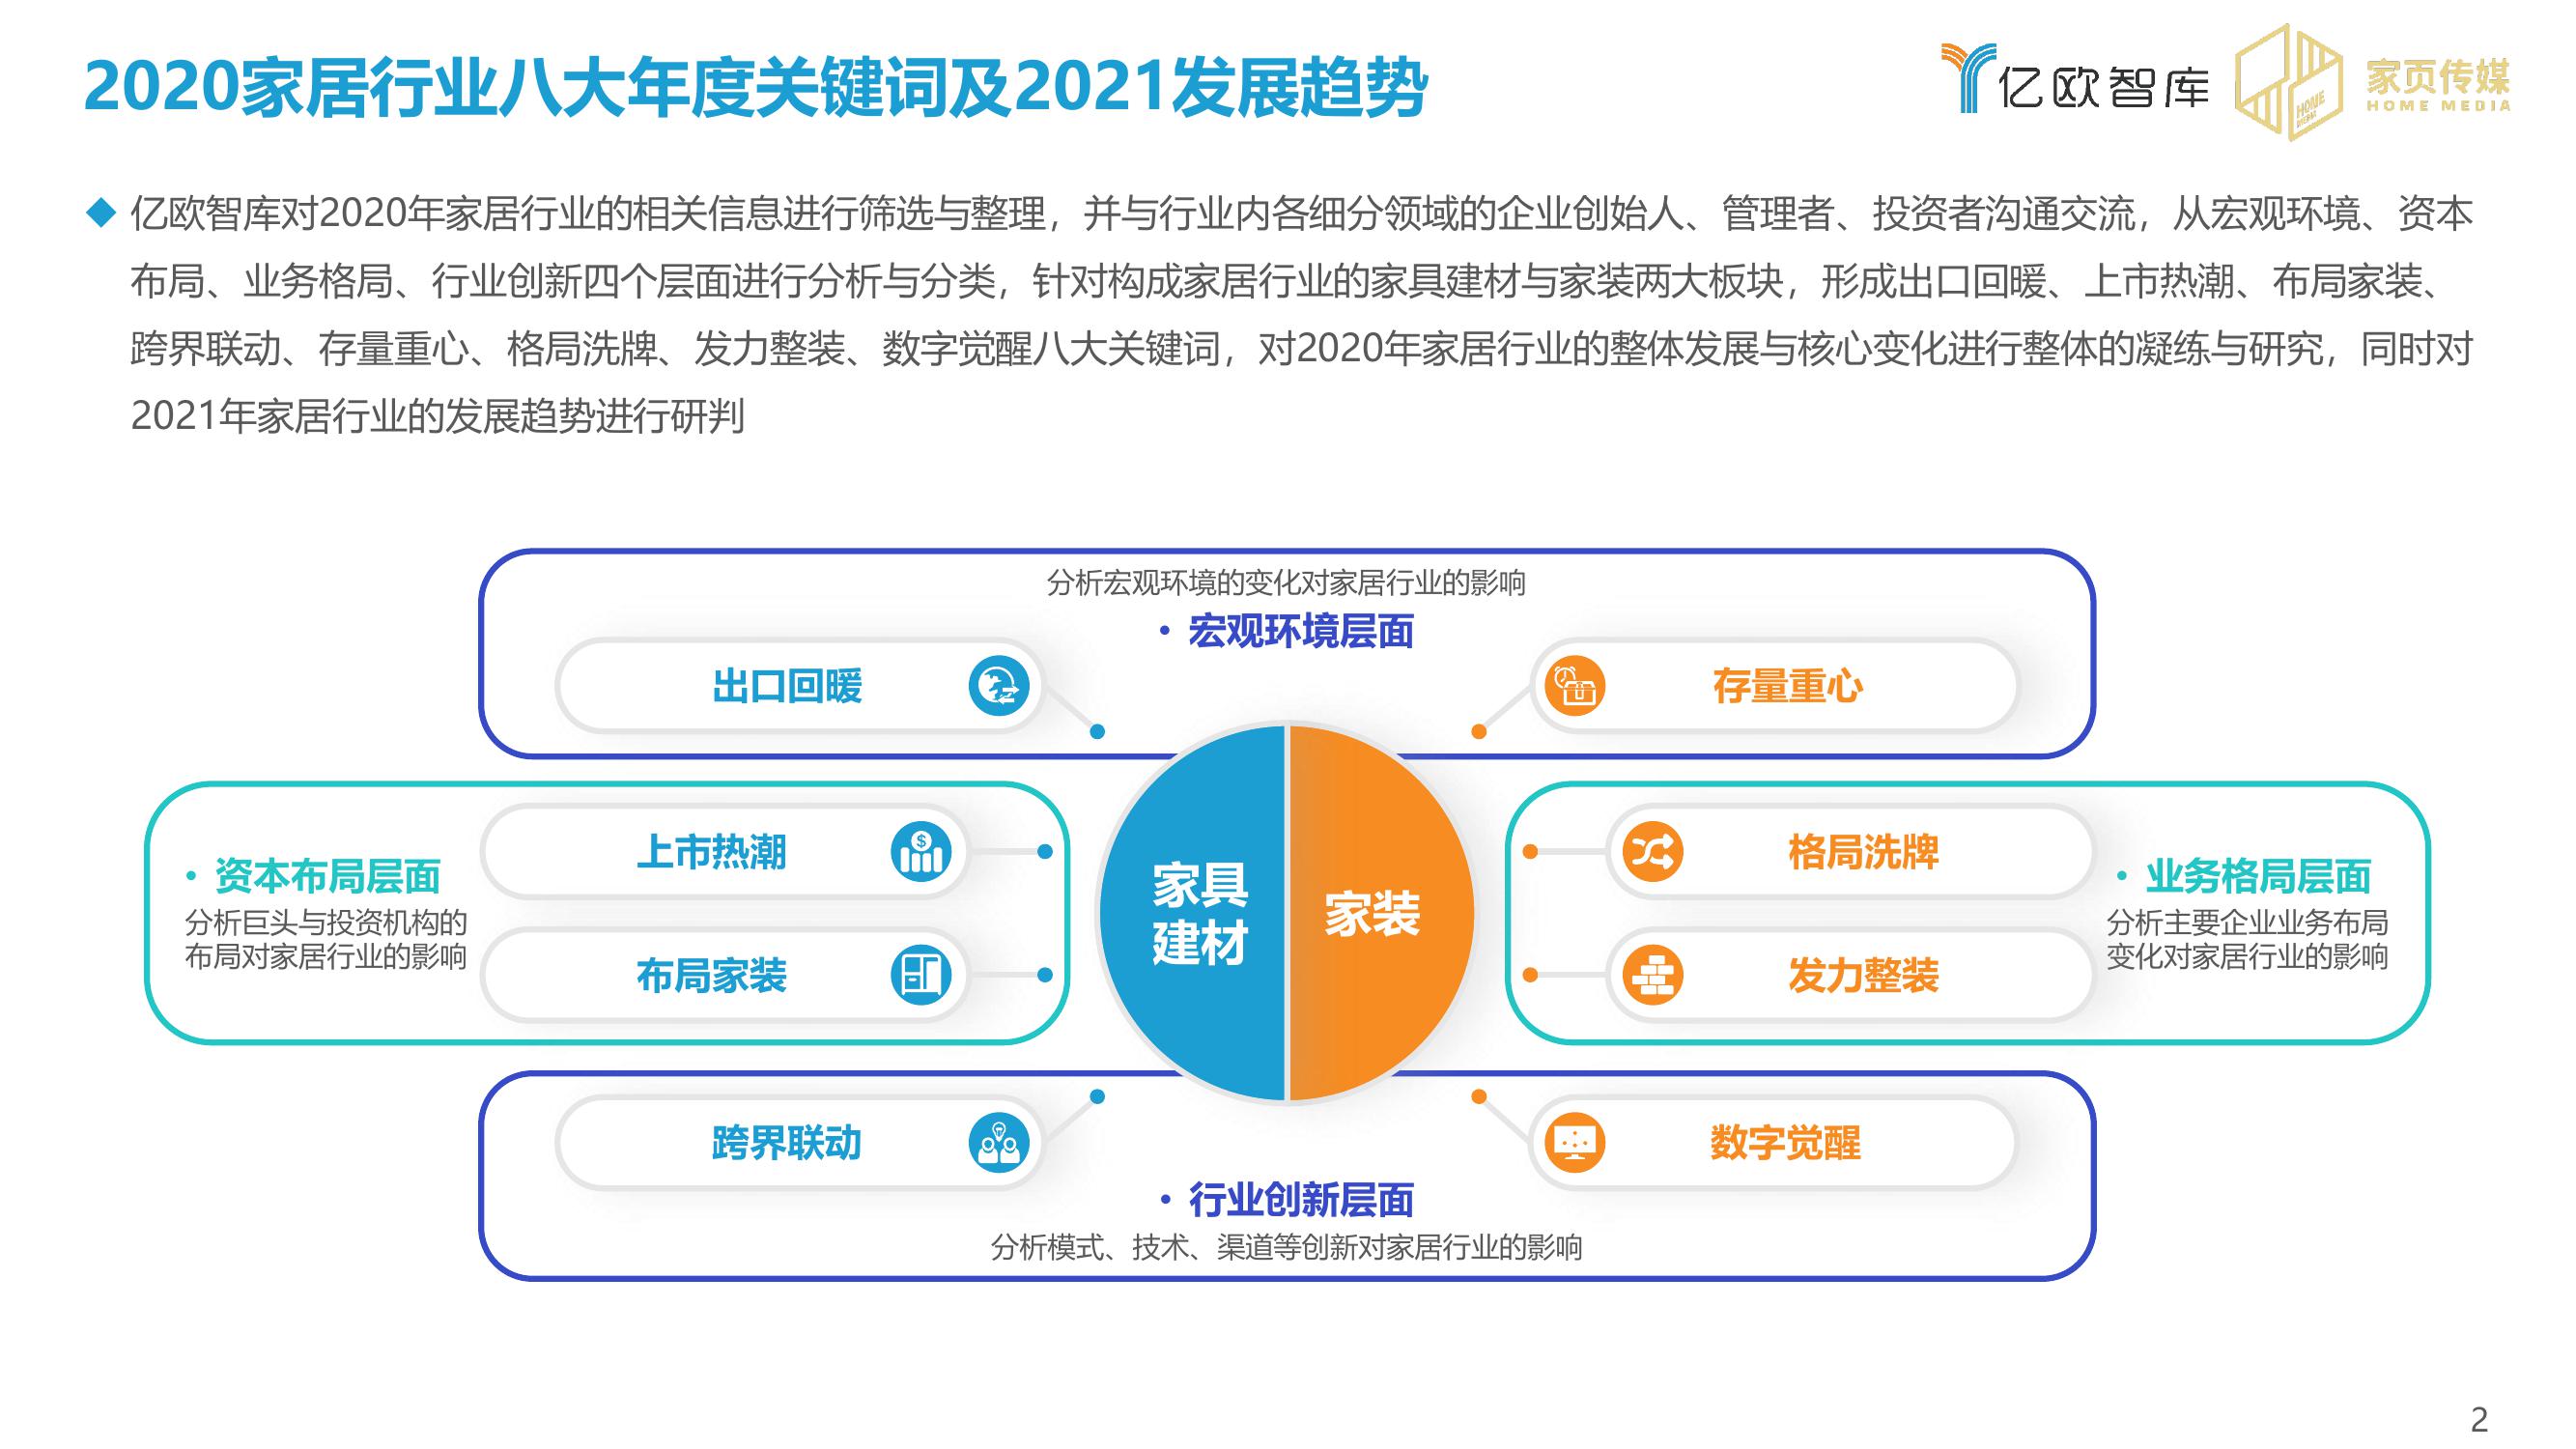 2020家居行业八大年度关键词及2021发展趋势
亿欧智库
家页传媒
HOME MEDIA
亿欧智库对2020年家居行业的相关信息进行筛选与整理，并与行业内各细分领域的企业创始人、管理者、投资者沟通交流，从宏观环境、资本
布局、业务格局、行业创新四个层面进行分析与分类，针对构成家居行业的家具建材与家装两大板块，形成出口回暖、上市热潮、布局家装、
跨界联动、存量重心、格局洗牌、发力整装、数字觉醒八大关键词，对2020年家居行业的整体发展与核心变化进行整体的凝练与研究，同时对
2021年家居行业的发展趋势进行研判
分析宏观环境的变化对家居行业的影响
• 宏观环境层面
出口回暖
存量重心
• 资本布局层面
分析巨头与投资机构的
布局对家居行业的影响
上市热潮
布局家装
家具
建材
家装
格局洗牌
发力整装
• 业务格局层面
分析主要企业业务布局
变化对家居行业的影响
跨界联动
数字觉醒
• 行业创新层面
分析模式、技术、渠道等创新对家居行业的影响
2